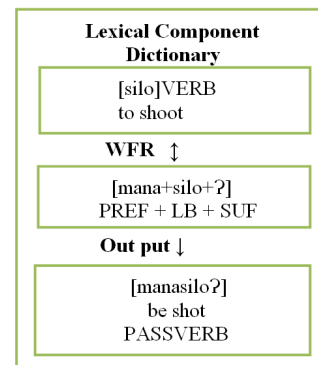 Lexical Component
Dictionary
[silo]VERB
to shoot
WFR ↕
[mana+silo+ʔ]
PREF + LB + SUF
Out put ↓
[manasiloʔ]
be shot
PASSVERB